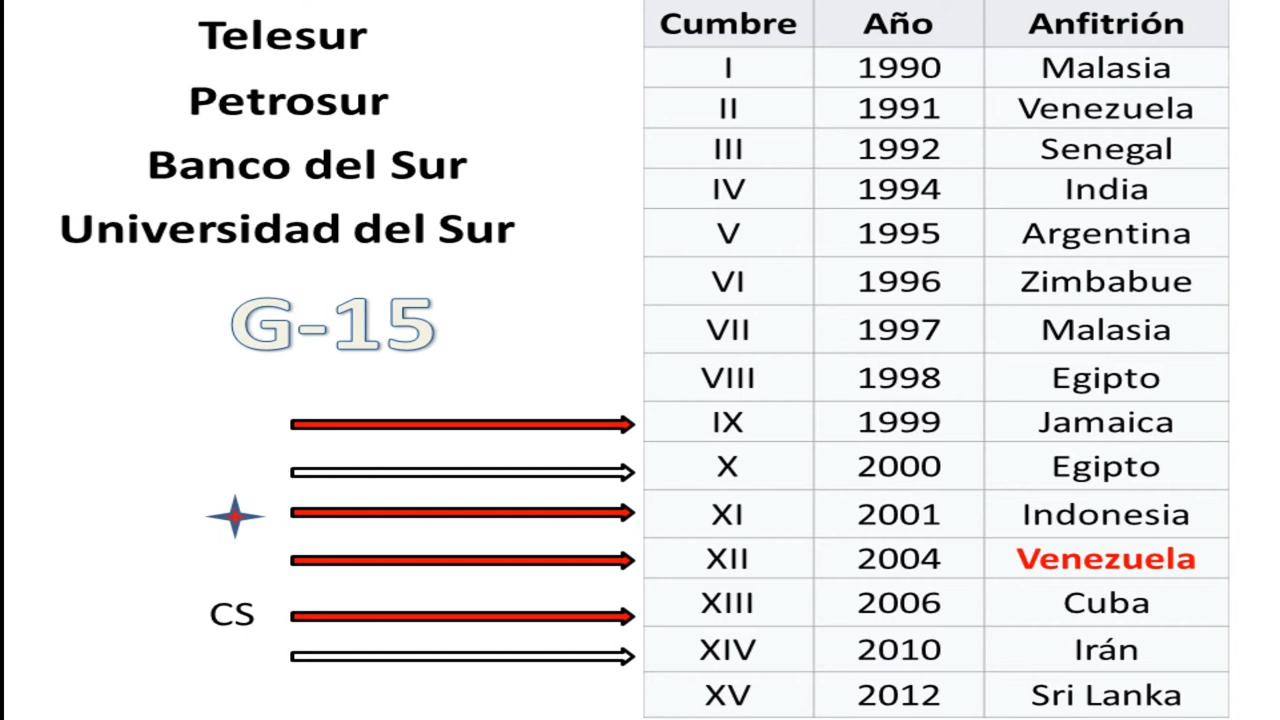 Telesur
Petrosur
Banco del Sur
Universidad del Sur
G-15
CS
Cumbre Año Anfitrión
I 1990 Malasia
II 1991 Venezuela
III 1992 Senegal
IV 1994 India
V 1995 Argentina
VI 1996 Zimbabue
VII 1997 Malasia
VIII 1998 Egipto
IX 1999 Jamaica
X 2000 Egipto
XI 2001 Indonesia
XII 2004 Venezuela
XIII 2006 Cuba
XIV 2010 Irán
XV 2012 Sri Lanka